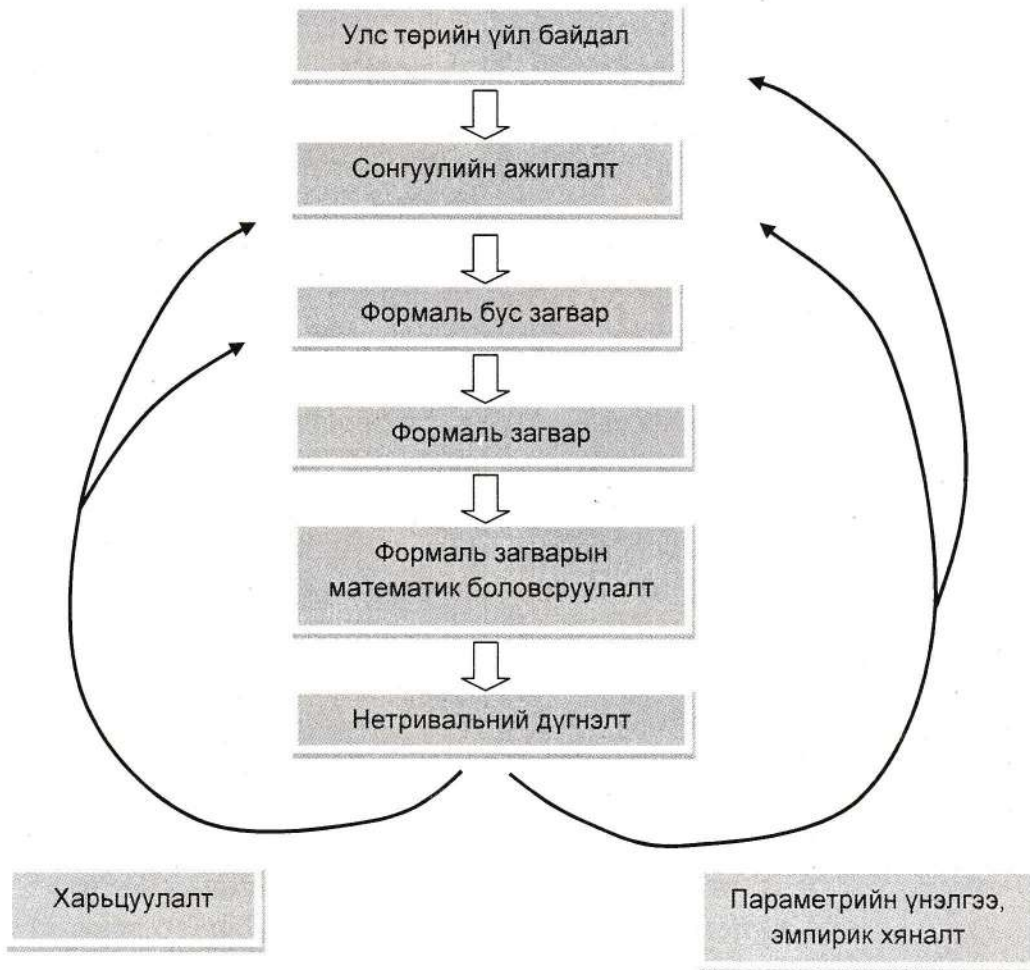 Улс төрийн үйл байдал
Сонгуулийн ажиглалт
Формаль бус загвар
Формаль загвар
Формаль загварын
математик боловсруулалт
Нетривальний дүгнэлт
Харьцуулалт
Параметрийн үнэлгээ,
эмпирик хяналт